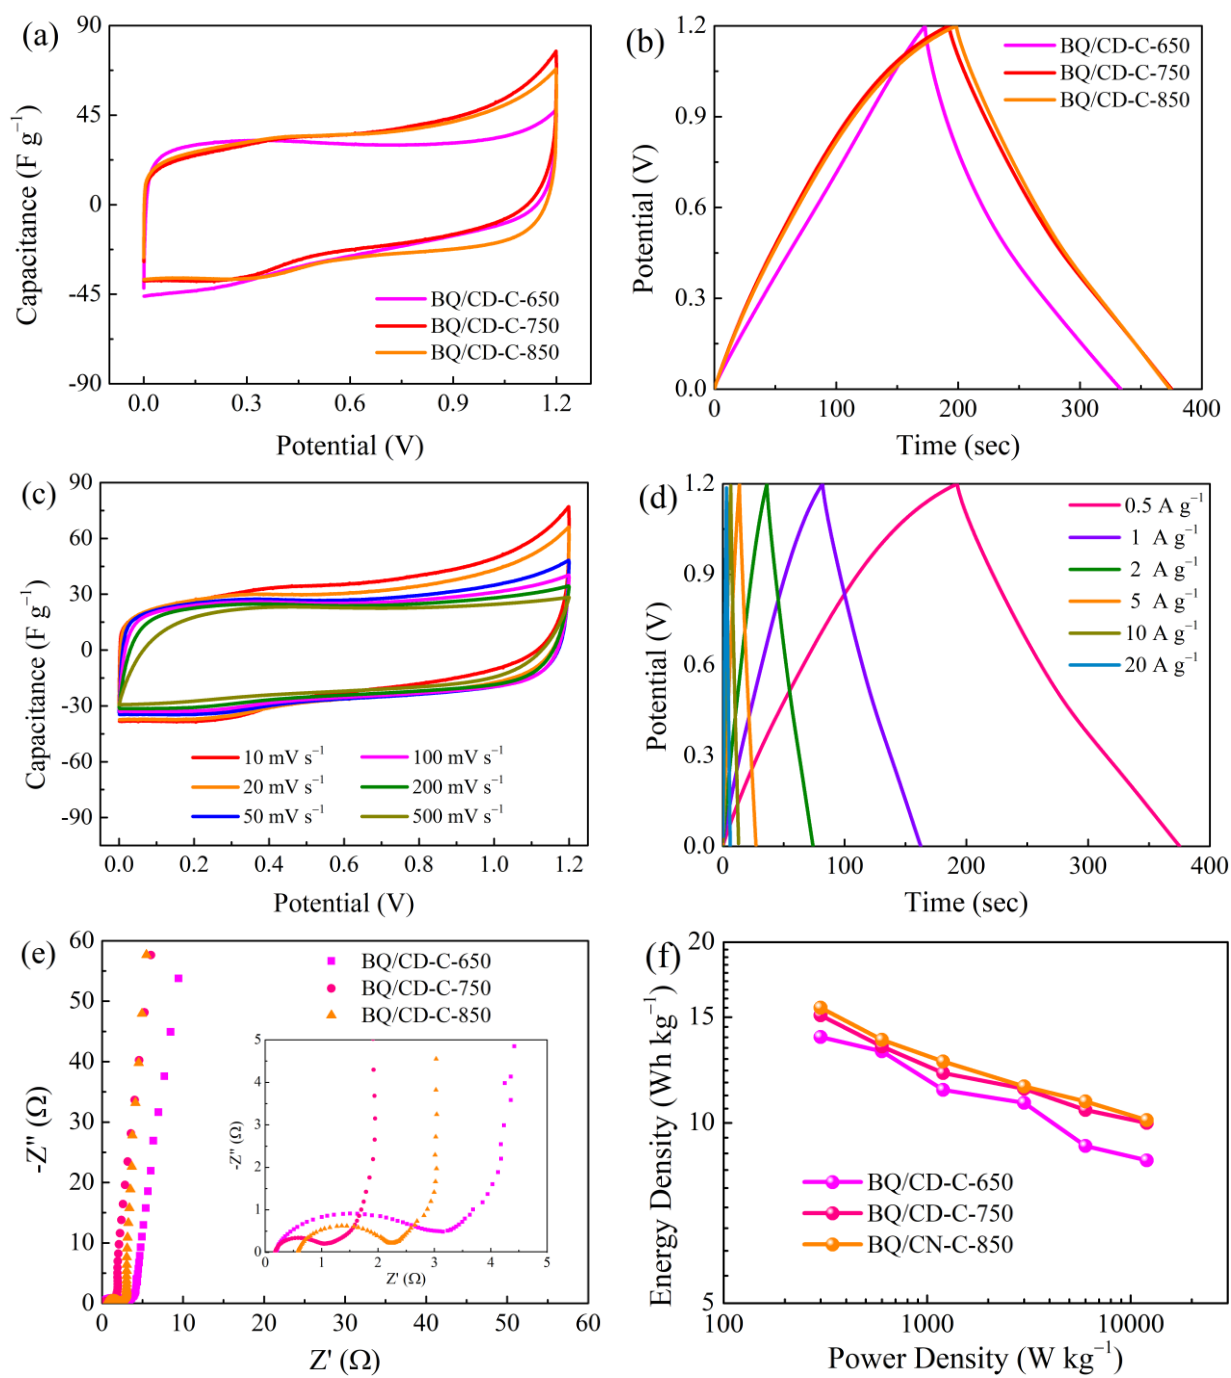 (a)
90
45
0
-45
-90
Capacitance (F g⁻¹)
BQ/CD-C-650
BQ/CD-C-750
BQ/CD-C-850
0.0 0.3 0.6 0.9 1.2
Potential (V)
(b)
1.2
0.9
0.6
0.3
0.0
Potential (V)
BQ/CD-C-650
BQ/CD-C-750
BQ/CD-C-850
0 100 200 300 400
Time (sec)
(c)
90
60
30
0
-30
-60
-90
Capacitance (F g⁻¹)
10 mV s⁻¹
20 mV s⁻¹
50 mV s⁻¹
100 mV s⁻¹
200 mV s⁻¹
500 mV s⁻¹
0.0 0.2 0.4 0.6 0.8 1.0 1.2
Potential (V)
(d)
1.2
0.9
0.6
0.3
0.0
Potential (V)
0.5 A g⁻¹
1 A g⁻¹
2 A g⁻¹
5 A g⁻¹
10 A g⁻¹
20 A g⁻¹
0 100 200 300 400
Time (sec)
(e)
60
50
40
30
20
10
0
-Z" (Ω)
BQ/CD-C-650
BQ/CD-C-750
BQ/CD-C-850
5
4
3
2
1
0
-Z" (Ω)
0 1 2 3 4 5
Z' (Ω)
0 10 20 30 40 50 60
Z' (Ω)
(f)
20
15
10
5
Energy Density (Wh kg⁻¹)
BQ/CD-C-650
BQ/CD-C-750
BQ/CN-C-850
100 1000 10000
Power Density (W kg⁻¹)